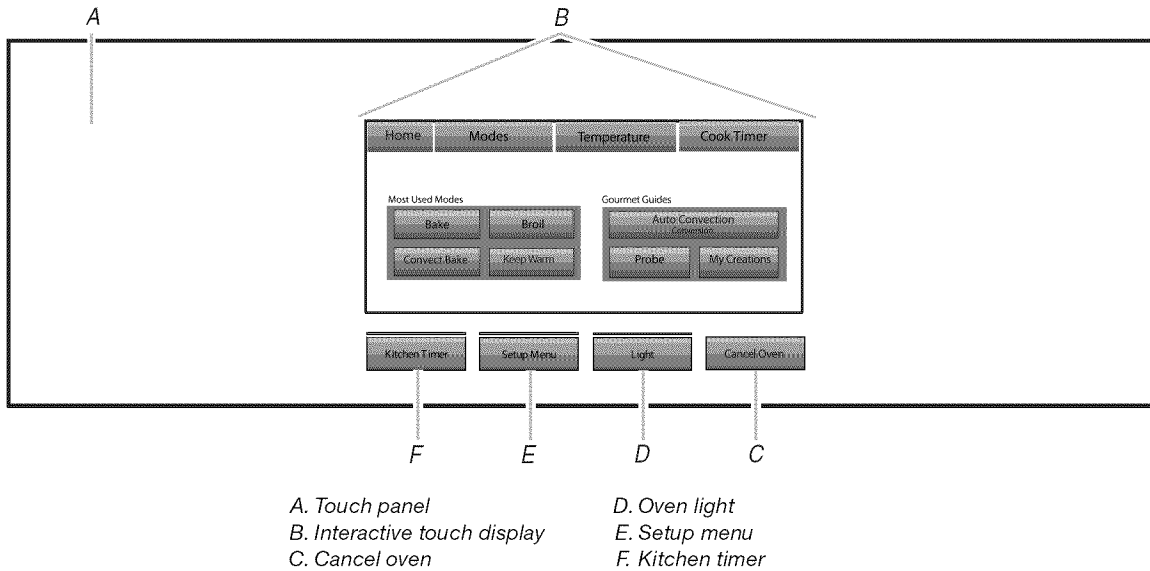 A B
Home Modes Temperature Cook Timer
Most Used Modes Gourmet Guides
Bake Broil Auto Convection
Conversion
Convect Bake Keep Warm Probe My Creations
Kitchen Timer Setup Menu Light Cancel Oven
F E D C
A. Touch panel
B. Interactive touch display
C. Cancel oven
D. Oven light
E. Setup menu
F. Kitchen timer